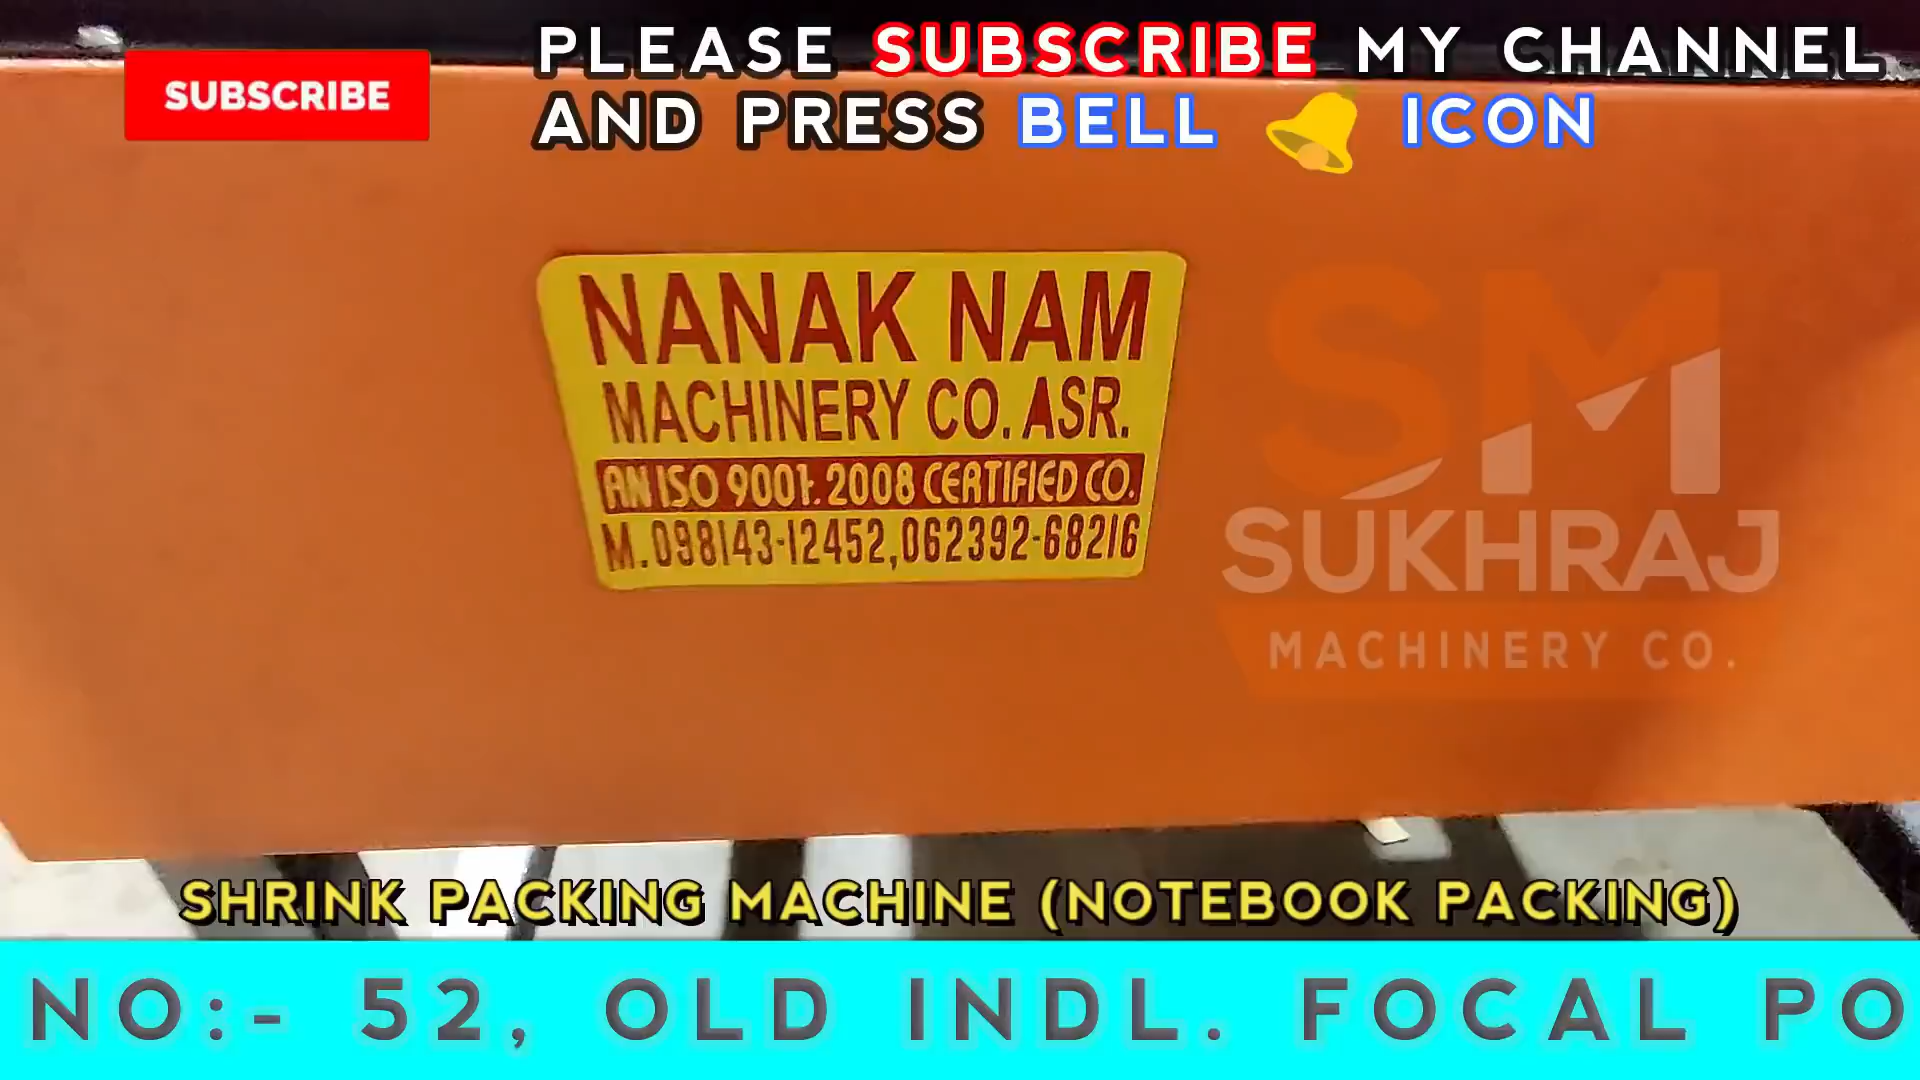 SUBSCRIBE
PLEASE SUBSCRIBE MY CHANNEL
AND PRESS BELL ICON
NANAK NAM
MACHINERY CO. ASR.
AN ISO 9001:2008 CERTIFIED CO.
M.098143-12452,062392-68216
SM
SUKHRAJ
MACHINERY CO.
SHRINK PACKING MACHINE (NOTEBOOK PACKING)
NO:- 52, OLD INDL. FOCAL PO